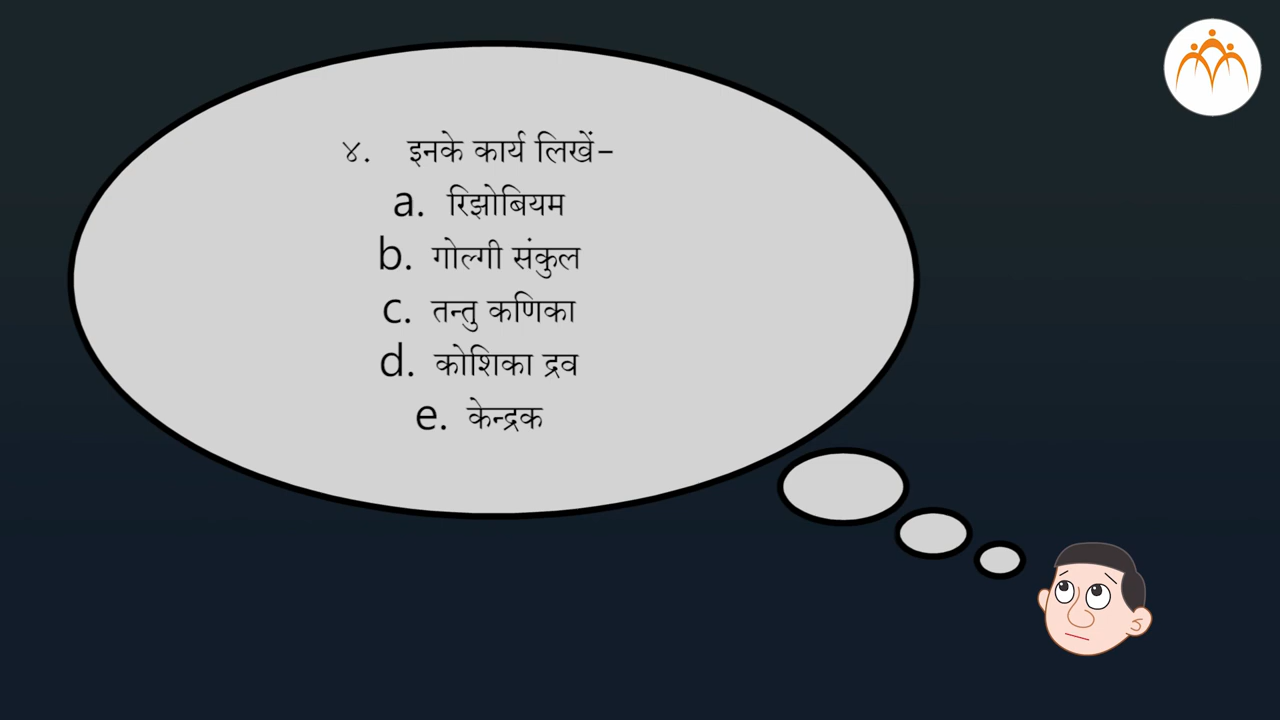 ४. इनके कार्य लिखें–
a. रिझोबियम
b. गोल्गी संकुल
c. तन्तु कणिका
d. कोशिका द्रव
e. केन्द्रक